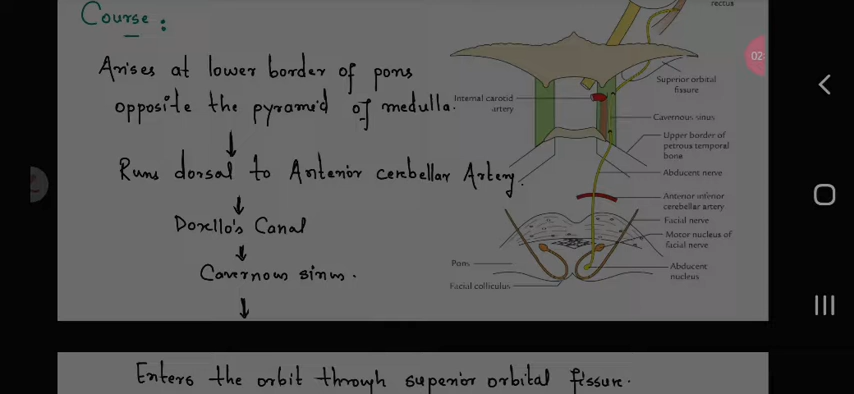 Course :
Arises at lower border of pons
opposite the pyramid of medulla.
Runs dorsal to Anterior cerebellar Artery.
Dorello's Canal
Cavernous sinus.
Enters the orbit through superior orbital fissure.
rectus
02:
Superior orbital
fissure
Internal carotid
artery
Cavernous sinus
Upper border of
petrous temporal
bone
Abducent nerve
Anterior inferior
cerebellar artery
Facial nerve
Motor nucleus of
facial nerve
Pons
Abducent
nucleus
Facial colliculus